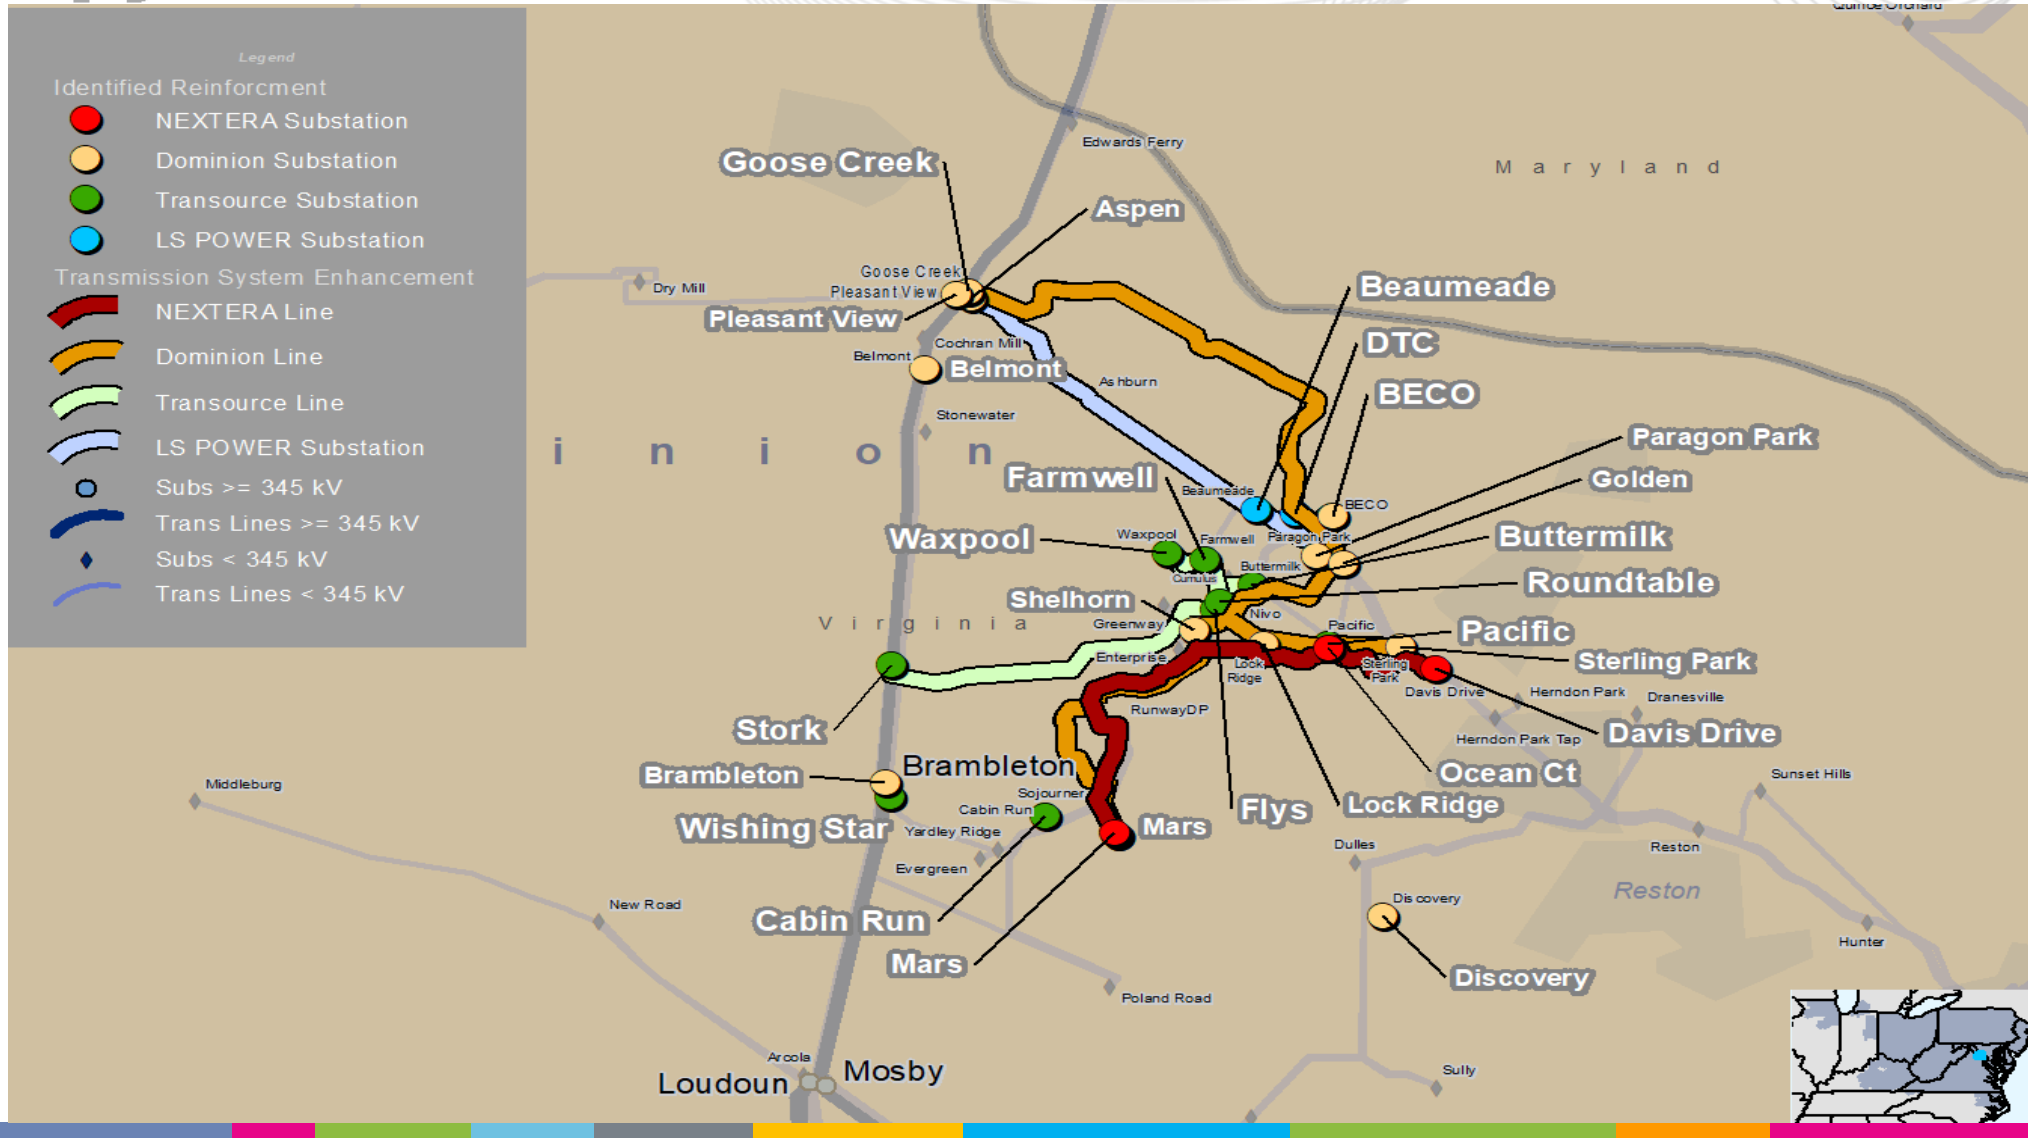 Legend
Identified Reinforcment
NEXTERA Substation
Dominion Substation
Transource Substation
LS POWER Substation
Transmission System Enhancement
NEXTERA Line
Dominion Line
Transource Line
LS POWER Substation
Subs >= 345 kV
Trans Lines >= 345 kV
Subs < 345 kV
Trans Lines < 345 kV
Quince Orchard
Edwards Ferry
Maryland
Goose Creek
Aspen
Goose Creek
Pleasant View
Dry Mill
Pleasant View
Beaumeade
Cochran Mill
DTC
Belmont
Belmont
Ashburn
BECO
Stonewater
inion
Paragon Park
Farmwell
Golden
Beaumeade
BECO
Waxpool
Waxpool
Farmwell
Paragon Park
Buttermilk
Buttermilk
Cumulus
Roundtable
Shelhorn
Nivo
Virginia
Greenway
Pacific
Pacific
Enterprise
Lock
Ridge
Sterling
Park
Sterling Park
Davis Drive
Herndon Park
Dranesville
RunwayDP
Stork
Herndon Park Tap
Davis Drive
Brambleton
Brambleton
Ocean Ct
Sunset Hills
Middleburg
Sojourner
Cabin Run
Flys
Lock Ridge
Wishing Star
Yardley Ridge
Mars
Dulles
Reston
Evergreen
Reston
New Road
Discovery
Cabin Run
Hunter
Mars
Discovery
Poland Road
Arcola
Loudoun
Mosby
Sully